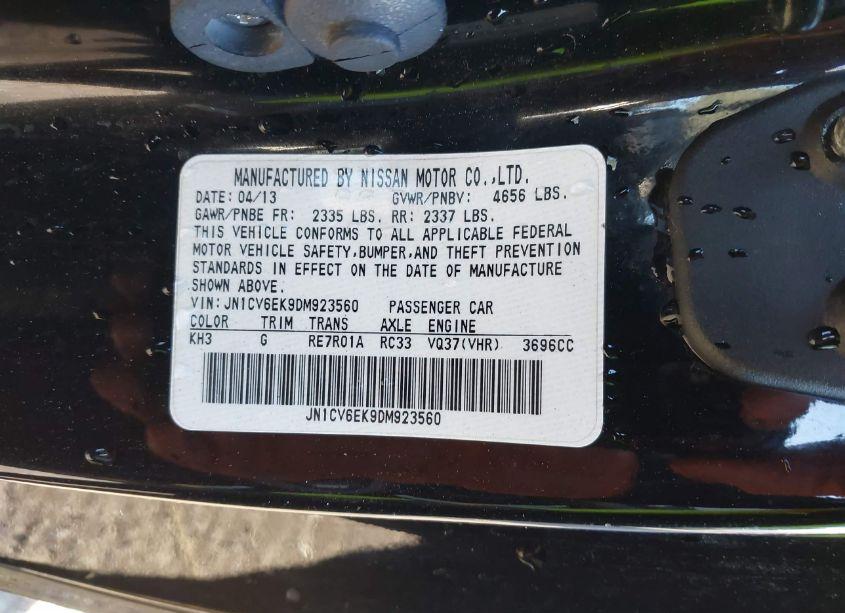 MANUFACTURED BY NISSAN MOTOR CO.,LTD.
DATE: 04/13 GVWR/PNBV: 4656 LBS.
GAWR/PNBE FR: 2335 LBS. RR: 2337 LBS.
THIS VEHICLE CONFORMS TO ALL APPLICABLE FEDERAL
MOTOR VEHICLE SAFETY,BUMPER,AND THEFT PREVENTION
STANDARDS IN EFFECT ON THE DATE OF MANUFACTURE
SHOWN ABOVE.
VIN:JN1CV6EK9DM923560 PASSENGER CAR
COLOR TRIM TRANS AXLE ENGINE
KH3 G RE7R01A RC33 VQ37(VHR) 3696CC
JN1CV6EK9DM923560